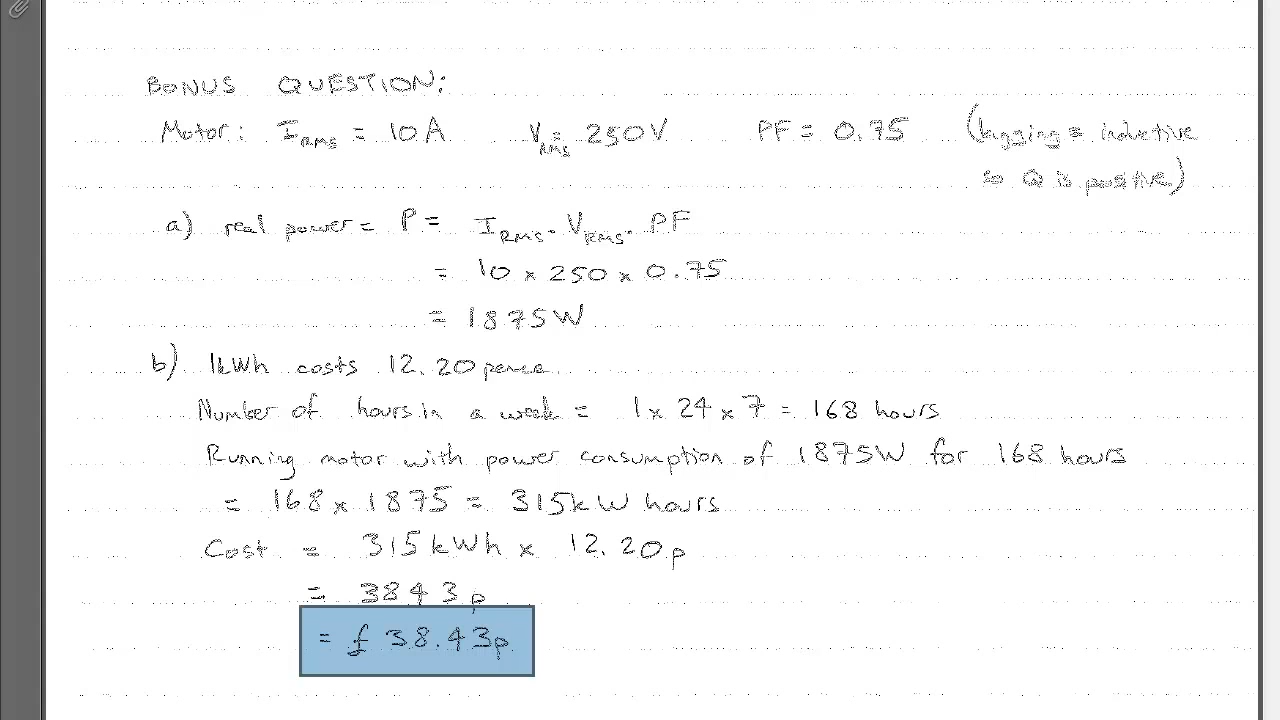 BONUS QUESTION:
Motor: IRMS = 10A VRMS = 250V PF = 0.75 (lagging = inductive
so Q is positive)
a) real power = P = IRMS. VRMS. PF
= 10 x 250 x 0.75
= 1875W
b) 1kWh costs 12.20 pence
Number of hours in a week = 1 x 24 x 7 = 168 hours
Running motor with power consumption of 1875W for 168 hours
= 168 x 1875 = 315kW hours
Cost = 315kWh x 12.20p
= 3843p
= £38.43p